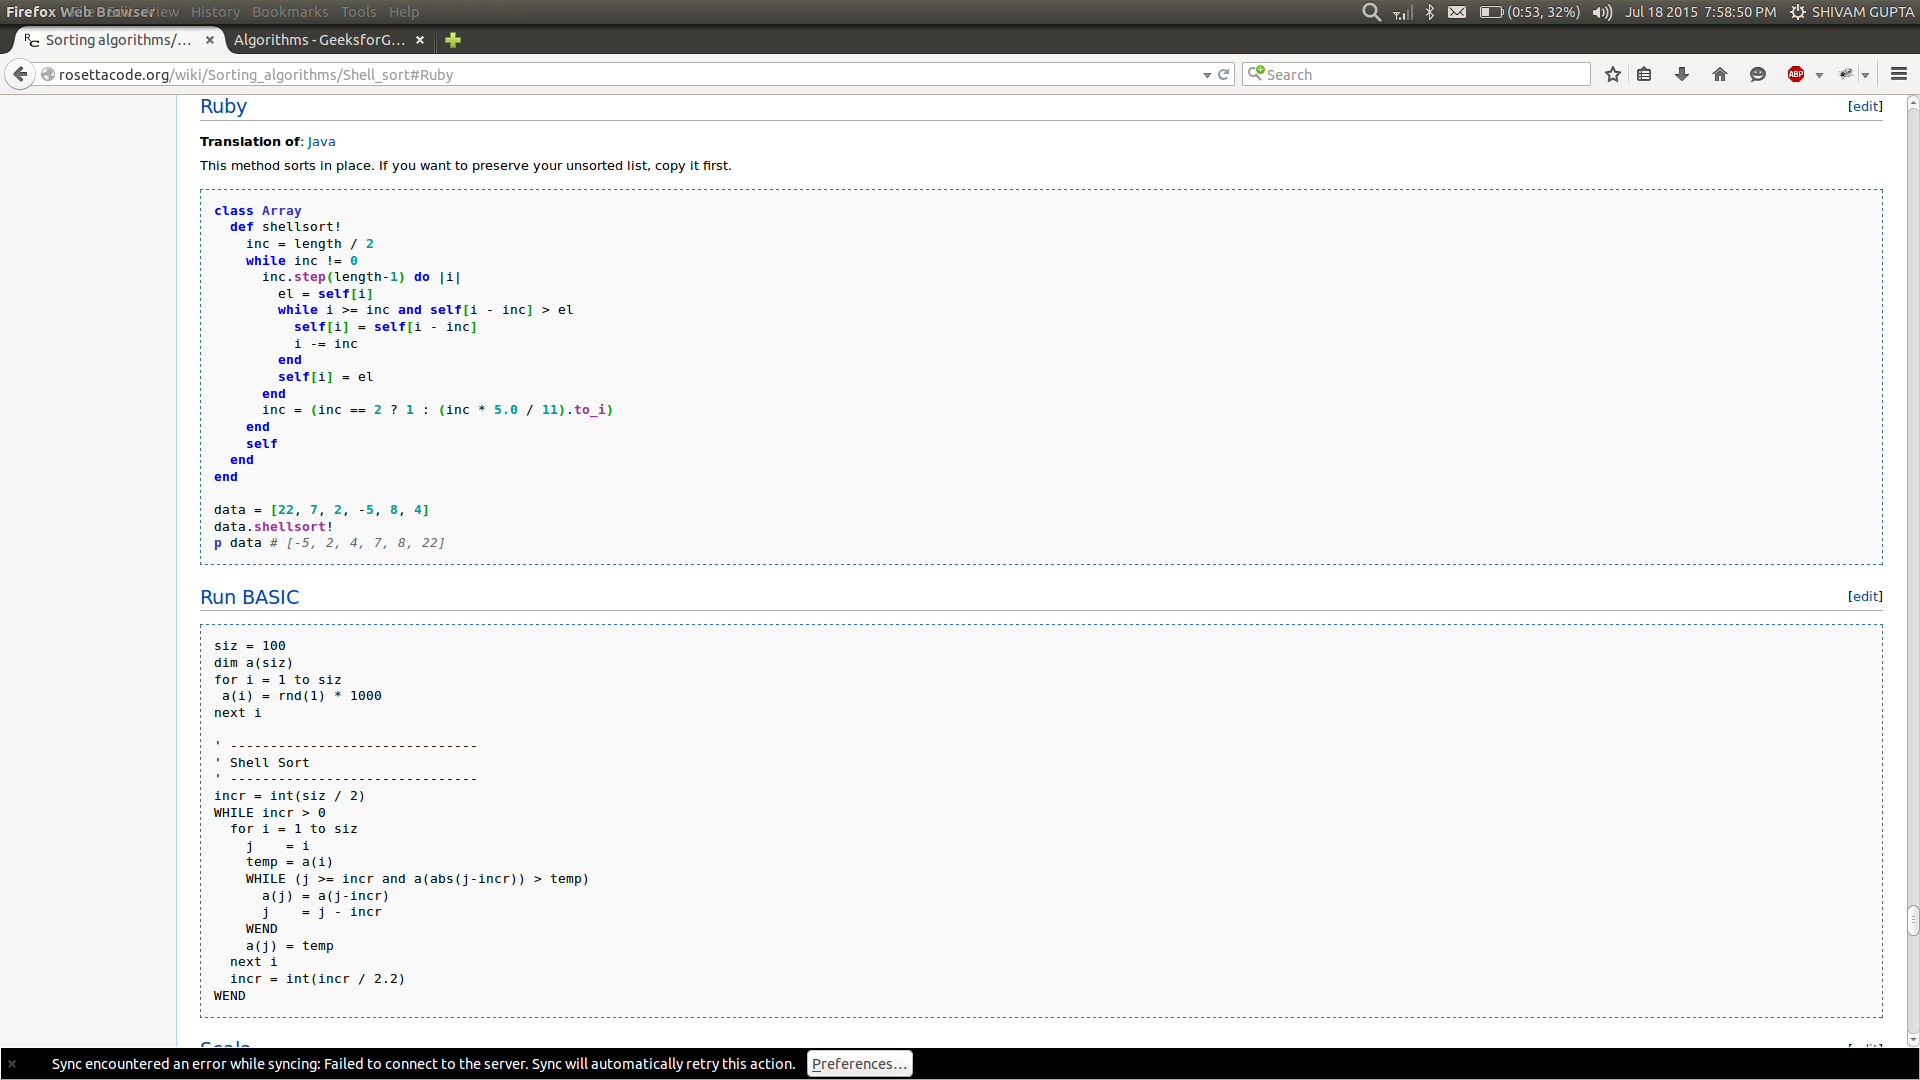 Firefox Web Browser View History Bookmarks Tools Help (0:53, 32%) Jul 18 2015 7:58:50 PM SHIVAM GUPTA
Sorting algorithms/... × Algorithms - GeeksforG... ×
rosettacode.org/wiki/Sorting_algorithms/Shell_sort#Ruby Search ABP
Ruby [edit]
Translation of: Java
This method sorts in place. If you want to preserve your unsorted list, copy it first.
class Array
  def shellsort!
    inc = length / 2
    while inc != 0
      inc.step(length-1) do |i|
        el = self[i]
        while i >= inc and self[i - inc] > el
          self[i] = self[i - inc]
          i -= inc
        end
        self[i] = el
      end
      inc = (inc == 2 ? 1 : (inc * 5.0 / 11).to_i)
    end
    self
  end
end
data = [22, 7, 2, -5, 8, 4]
data.shellsort!
p data # [-5, 2, 4, 7, 8, 22]
Run BASIC [edit]
siz = 100
dim a(siz)
for i = 1 to siz
 a(i) = rnd(1) * 1000
next i
' -------------------------------
' Shell Sort
' -------------------------------
incr = int(siz / 2)
WHILE incr > 0
  for i = 1 to siz
    j    = i
    temp = a(i)
    WHILE (j >= incr and a(abs(j-incr)) > temp)
      a(j) = a(j-incr)
      j    = j - incr
    WEND
    a(j) = temp
  next i
  incr = int(incr / 2.2)
WEND
Scala [edit]
× Sync encountered an error while syncing: Failed to connect to the server. Sync will automatically retry this action. Preferences...